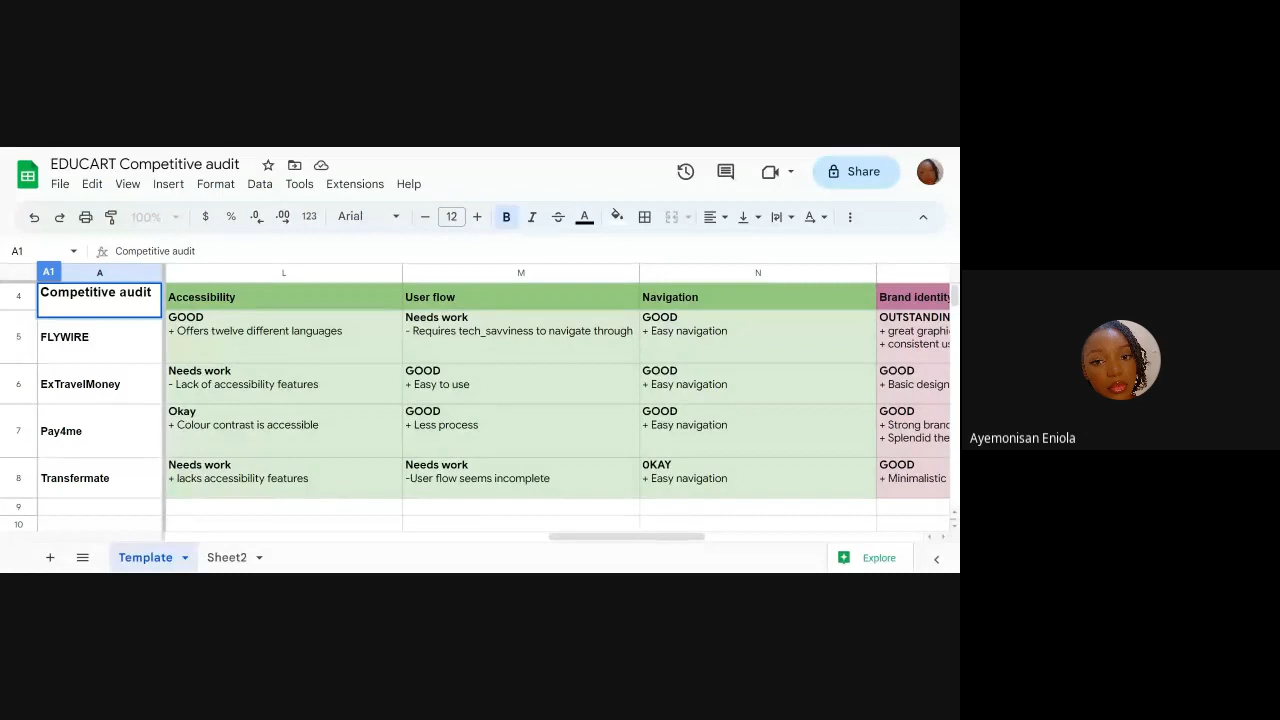 EDUCART Competitive audit
File Edit View Insert Format Data Tools Extensions Help
Share
100% $ % .0 .00 123 Arial 12 B I S A
A1 fx Competitive audit
A1 A L M N
4 Competitive audit Accessibility User flow Navigation Brand identity
GOOD Needs work GOOD OUTSTANDIN
+ Offers twelve different languages - Requires tech_savviness to navigate through + Easy navigation + great graphi
5 FLYWIRE + consistent us
Needs work GOOD GOOD GOOD
6 ExTravelMoney - Lack of accessibility features + Easy to use + Easy navigation + Basic design
Okay GOOD GOOD GOOD
+ Colour contrast is accessible + Less process + Easy navigation + Strong branc
7 Pay4me + Splendid the
Needs work Needs work 0KAY GOOD
8 Transfermate + lacks accessibility features -User flow seems incomplete + Easy navigation + Minimalistic
9
10
Template Sheet2 Explore
Ayemonisan Eniola